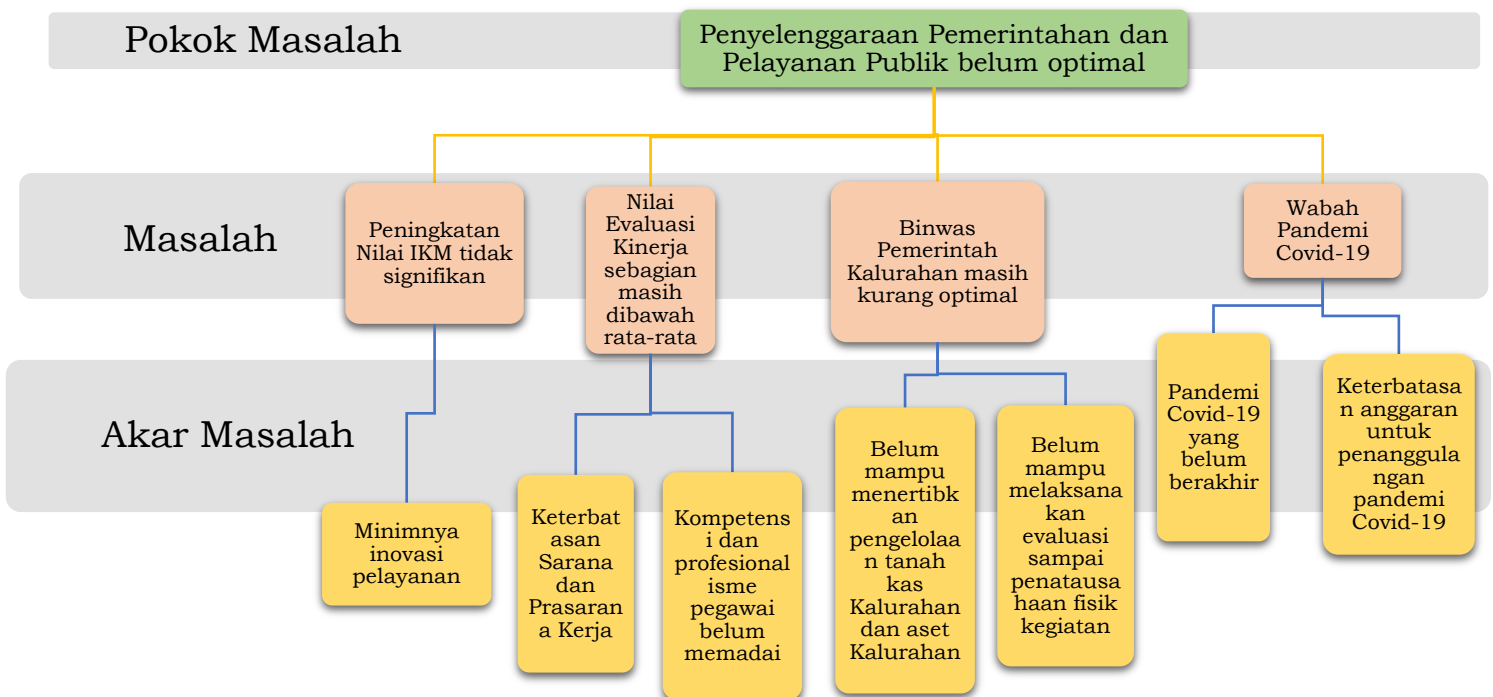 Pokok Masalah
Penyelenggaraan Pemerintahan dan
Pelayanan Publik belum optimal
Masalah
Peningkatan
Nilai IKM tidak
signifikan
Nilai
Evaluasi
Kinerja
sebagian
masih
dibawah
rata-rata
Binwas
Pemerintah
Kalurahan masih
kurang optimal
Wabah
Pandemi
Covid-19
Akar Masalah
Minimnya
inovasi
pelayanan
Keterbat
asan
Sarana
dan
Prasaran
a Kerja
Kompetens
i dan
profesional
isme
pegawai
belum
memadai
Belum
mampu
menertibk
an
pengelolaa
n tanah
kas
Kalurahan
dan aset
Kalurahan
Belum
mampu
melaksana
kan
evaluasi
sampai
penatausa
haan fisik
kegiatan
Pandemi
Covid-19
yang
belum
berakhir
Keterbatasa
n anggaran
untuk
penanggula
ngan
pandemi
Covid-19